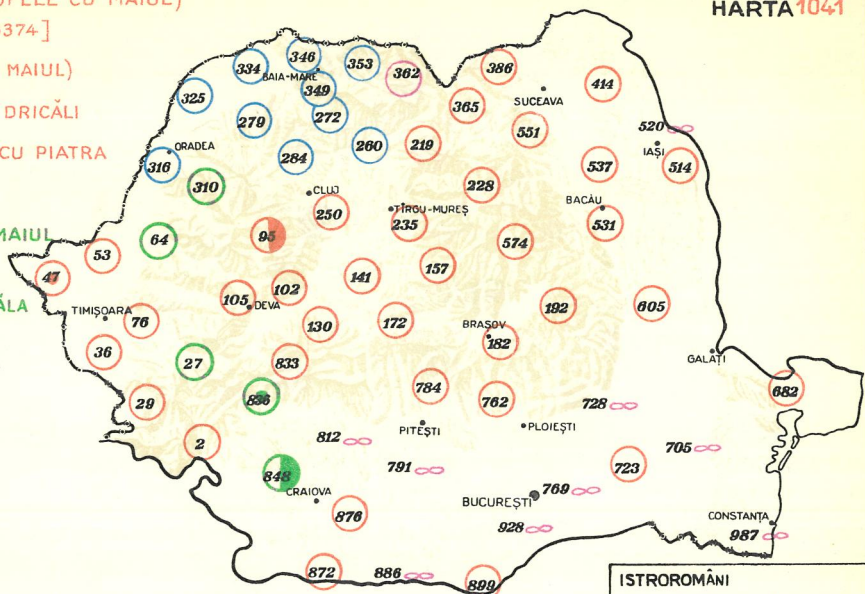 OPELE CU MAIUL)
HARTA 1041
374]
MAIUL)
DRICĂLI
CU PIATRA
MAIUL
ĂLA
346
334
353
362
386
BAIA-MARE
349
414
325
365
SUCEAVA
272
279
551
520 ∞
219
260
IAȘI
ORADEA
284
537
514
316
310
228
CLUJ
BACĂU
250
TÎRGU-MUREȘ
235
531
95
64
574
53
157
47
141
102
105
DEVA
192
605
TIMIȘOARA
76
130
172
BRAȘOV
182
36
GALAȚI
27
833
784
682
836
762
29
728 ∞
PITEȘTI
PLOIEȘTI
2
812 ∞
705 ∞
791 ∞
723
848
769 ∞
CRAIOVA
BUCUREȘTI
876
CONSTANȚA
928 ∞
987 ∞
872
886 ∞
899
ISTROROMÂNI